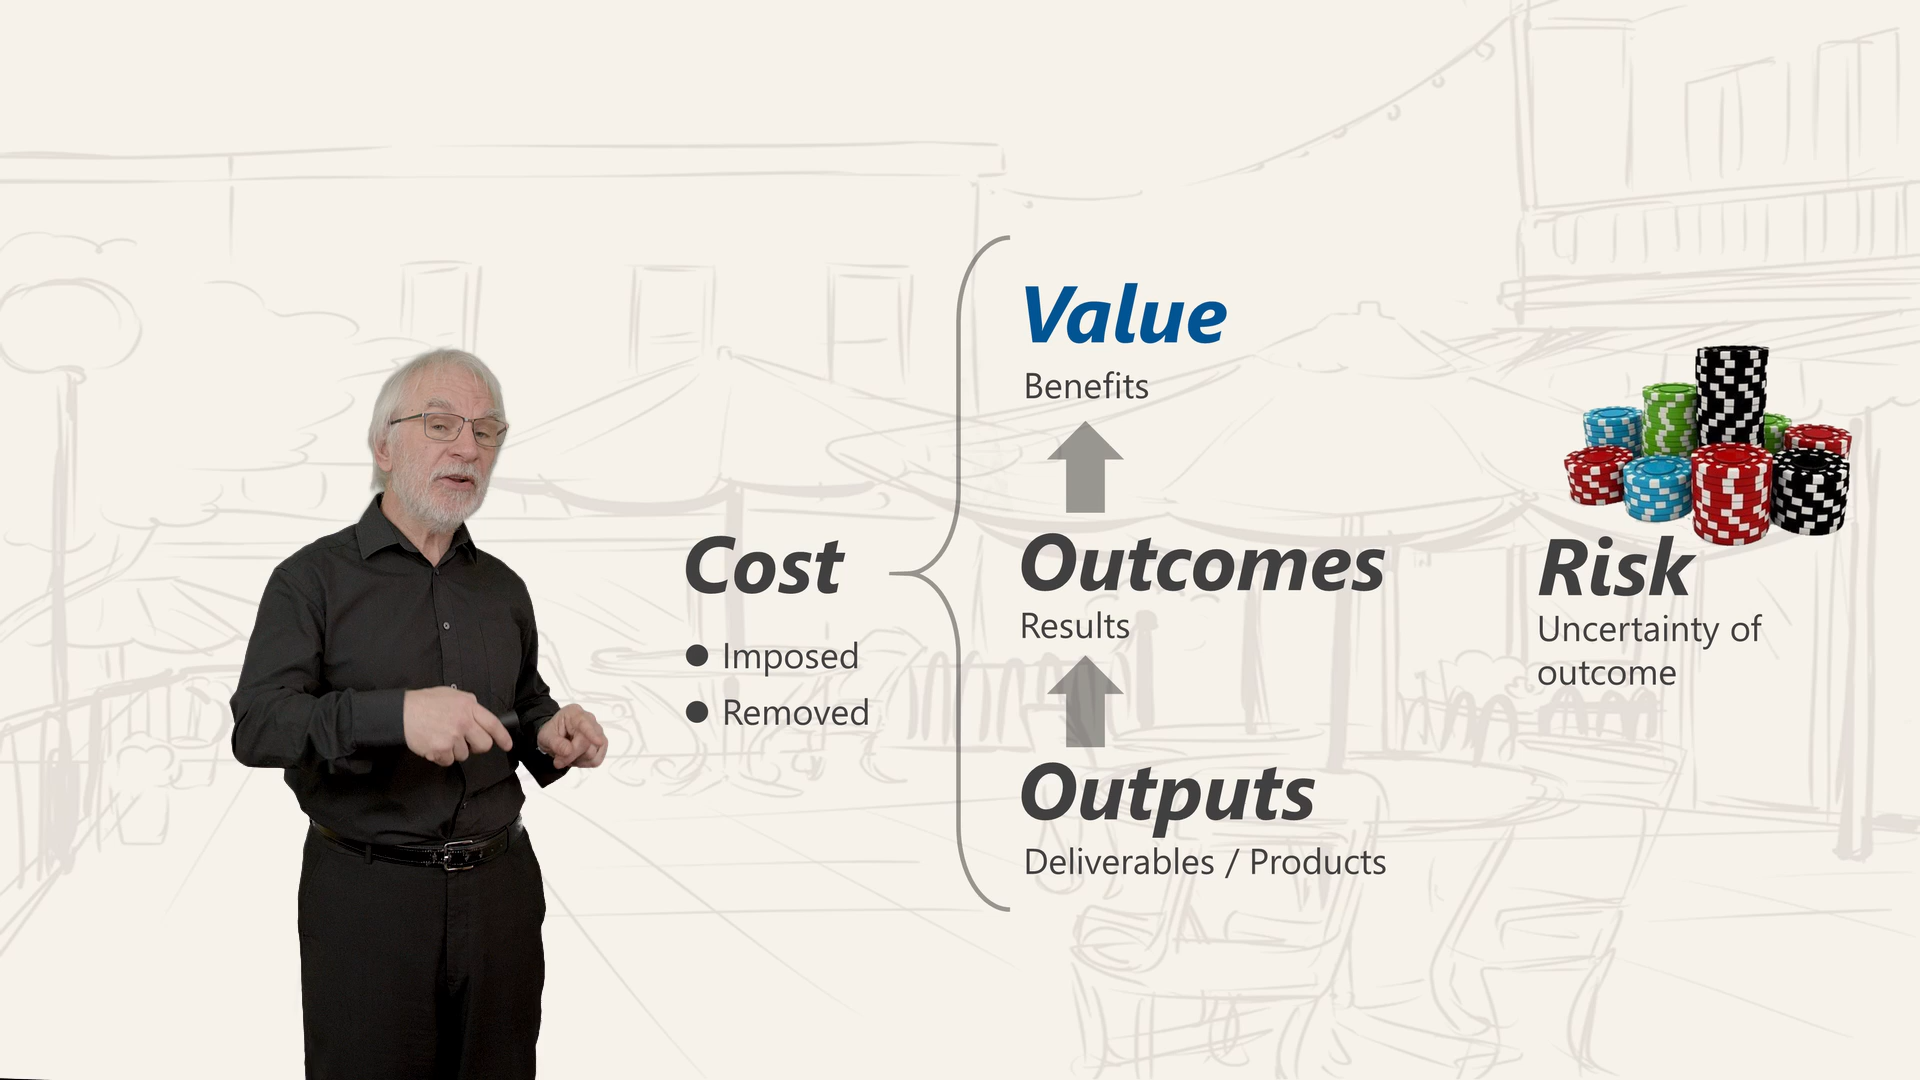 Value
Benefits
Cost
● Imposed
● Removed
Outcomes
Results
Outputs
Deliverables / Products
Risk
Uncertainty of
outcome